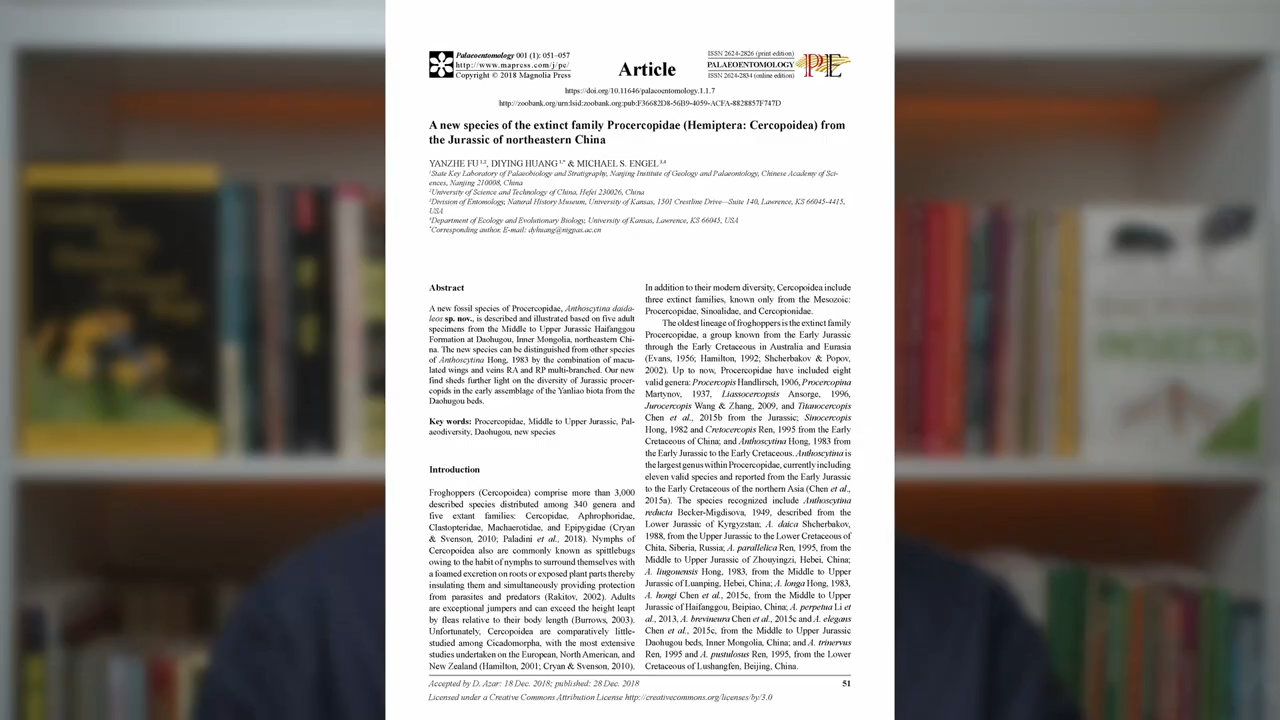 Palaeoentomology 001 (1): 051–057
http://www.mapress.com/j/pe/
Copyright © 2018 Magnolia Press
Article
ISSN 2624-2826 (print edition)
PALAEOENTOMOLOGY
ISSN 2624-2834 (online edition)
PE
https://doi.org/10.11646/palaeoentomology.1.1.7
http://zoobank.org/urn:lsid:zoobank.org:pub:F36682D8-56B9-4059-ACFA-8828857F747D
A new species of the extinct family Procercopidae (Hemiptera: Cercopoidea) from
the Jurassic of northeastern China
YANZHE FU1,2, DIYING HUANG1,* & MICHAEL S. ENGEL3,4
1State Key Laboratory of Palaeobiology and Stratigraphy, Nanjing Institute of Geology and Palaeontology, Chinese Academy of Sci-
ences, Nanjing 210008, China
2University of Science and Technology of China, Hefei 230026, China
3Division of Entomology, Natural History Museum, University of Kansas, 1501 Crestline Drive—Suite 140, Lawrence, KS 66045-4415,
USA
4Department of Ecology and Evolutionary Biology, University of Kansas, Lawrence, KS 66045, USA
*Corresponding author. E-mail: dyhuang@nigpas.ac.cn
Abstract
A new fossil species of Procercopidae, Anthoscytina daida-
leos sp. nov., is described and illustrated based on five adult
specimens from the Middle to Upper Jurassic Haifanggou
Formation at Daohugou, Inner Mongolia, northeastern Chi-
na. The new species can be distinguished from other species
of Anthoscytina Hong, 1983 by the combination of macu-
lated wings and veins RA and RP multi-branched. Our new
find sheds further light on the diversity of Jurassic procer-
copids in the early assemblage of the Yanliao biota from the
Daohugou beds.
Key words: Procercopidae, Middle to Upper Jurassic, Pal-
aeodiversity, Daohugou, new species
Introduction
Froghoppers (Cercopoidea) comprise more than 3,000
described species distributed among 340 genera and
five extant families: Cercopidae, Aphrophoridae,
Clastopteridae, Machaerotidae, and Epipygidae (Cryan
& Svenson, 2010; Paladini et al., 2018). Nymphs of
Cercopoidea also are commonly known as spittlebugs
owing to the habit of nymphs to surround themselves with
a foamed excretion on roots or exposed plant parts thereby
insulating them and simultaneously providing protection
from parasites and predators (Rakitov, 2002). Adults
are exceptional jumpers and can exceed the height leapt
by fleas relative to their body length (Burrows, 2003).
Unfortunately, Cercopoidea are comparatively little-
studied among Cicadomorpha, with the most extensive
studies undertaken on the European, North American, and
New Zealand (Hamilton, 2001; Cryan & Svenson, 2010).
In addition to their modern diversity, Cercopoidea include
three extinct families, known only from the Mesozoic:
Procercopidae, Sinoalidae, and Cercopionidae.
The oldest lineage of froghoppers is the extinct family
Procercopidae, a group known from the Early Jurassic
through the Early Cretaceous in Australia and Eurasia
(Evans, 1956; Hamilton, 1992; Shcherbakov & Popov,
2002). Up to now, Procercopidae have included eight
valid genera: Procercopis Handlirsch, 1906, Procercopina
Martynov, 1937, Liassocercopsis Ansorge, 1996,
Jurocercopis Wang & Zhang, 2009, and Titanocercopis
Chen et al., 2015b from the Jurassic; Sinocercopis
Hong, 1982 and Cretocercopis Ren, 1995 from the Early
Cretaceous of China; and Anthoscytina Hong, 1983 from
the Early Jurassic to the Early Cretaceous. Anthoscytina is
the largest genus within Procercopidae, currently including
eleven valid species and reported from the Early Jurassic
to the Early Cretaceous of the northern Asia (Chen et al.,
2015a). The species recognized include Anthoscytina
reducta Becker-Migdisova, 1949, described from the
Lower Jurassic of Kyrgyzstan; A. daica Shcherbakov,
1988, from the Upper Jurassic to the Lower Cretaceous of
Chita, Siberia, Russia; A. parallelica Ren, 1995, from the
Middle to Upper Jurassic of Zhouyingzi, Hebei, China;
A. liugouensis Hong, 1983, from the Middle to Upper
Jurassic of Luanping, Hebei, China; A. longa Hong, 1983,
A. hongi Chen et al., 2015c, from the Middle to Upper
Jurassic of Haifanggou, Beipiao, China; A. perpetua Li et
al., 2013, A. brevineura Chen et al., 2015c and A. elegans
Chen et al., 2015c, from the Middle to Upper Jurassic
Daohugou beds, Inner Mongolia, China; and A. trinervus
Ren, 1995 and A. pustulosus Ren, 1995, from the Lower
Cretaceous of Lushangfen, Beijing, China.
Accepted by D. Azar: 18 Dec. 2018; published: 28 Dec. 2018
51
Licensed under a Creative Commons Attribution License http://creativecommons.org/licenses/by/3.0